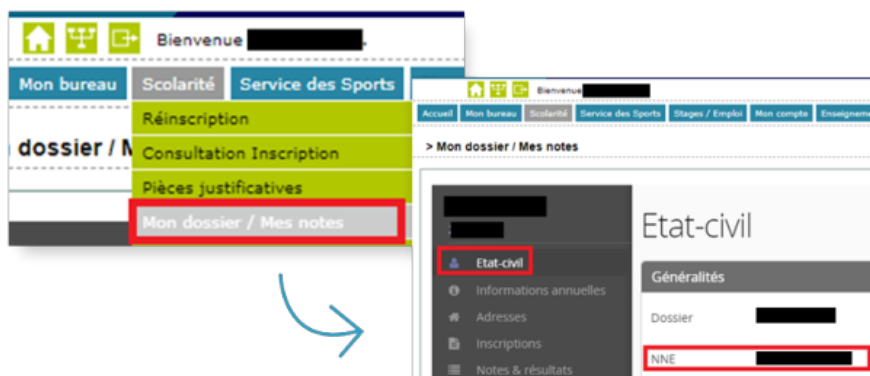 Bienvenue
Mon bureau Scolarité Service des Sports
Réinscription
dossier / M
Consultation Inscription
Pièces justificatives
Mon dossier / Mes notes
Bienvenue
Accueil Mon bureau Scolarité Service des Sports Stages / Emploi Mon compte Enseigneme
> Mon dossier / Mes notes
Etat-civil
Informations annuelles
Adresses
Inscriptions
Notes & résultats
Etat-civil
Généralités
Dossier
NNE